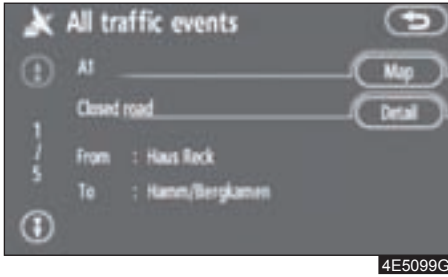 All traffic events
A1
Map
Closed road
Detail
1
/
5
From : Haus Reck
To : Hamm/Bergkamen
4E5099G